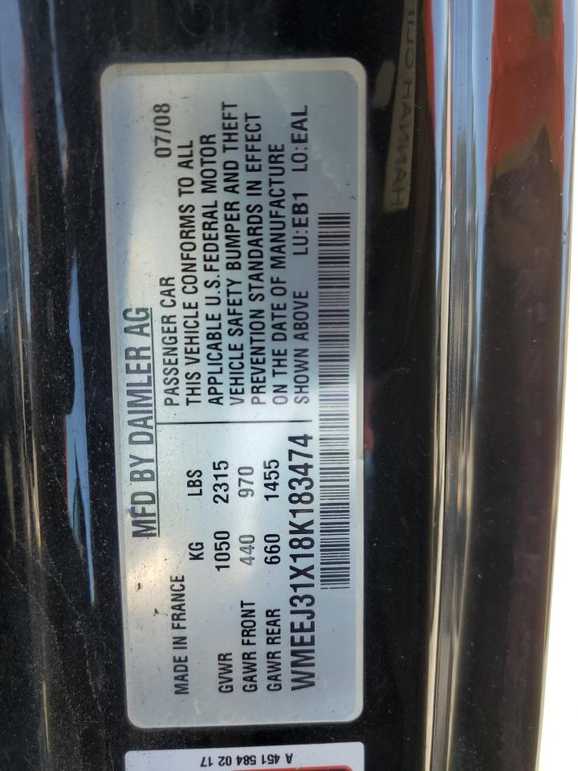 MFD BY DAIMLER AG
MADE IN FRANCE
KG LBS
GVWR 1050 2315
GAWR FRONT 440 970
GAWR REAR 660 1455
PASSENGER CAR 07/08
THIS VEHICLE CONFORMS TO ALL
APPLICABLE U.S.FEDERAL MOTOR
VEHICLE SAFETY BUMPER AND THEFT
PREVENTION STANDARDS IN EFFECT
ON THE DATE OF MANUFACTURE
SHOWN ABOVE LU:EB1 LO:EAL
WMEEJ31X18K183474
A 451 584 02 17